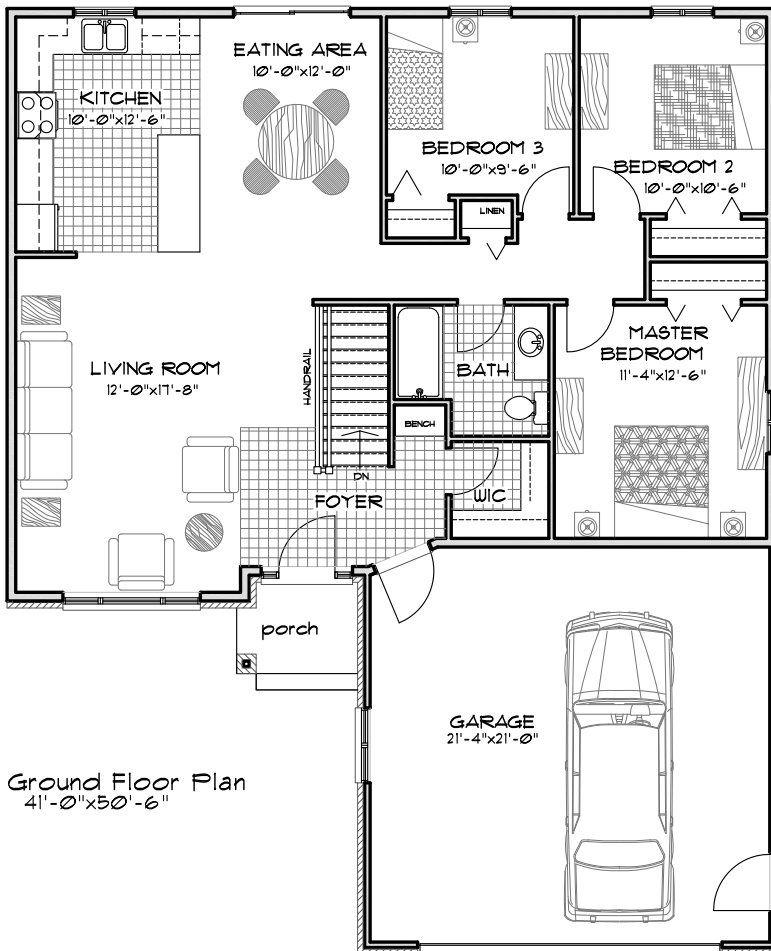 EATING AREA
10'-0"x12'-0"
KITCHEN
10'-0"x12'-6"
BEDROOM 3
10'-0"x9'-6"
BEDROOM 2
10'-0"x10'-6"
LINEN
MASTER
BEDROOM
11'-4"x12'-6"
LIVING ROOM
12'-0"x17'-8"
HANDRAIL
BATH
BENCH
DN
FOYER
WIC
porch
GARAGE
21'-4"x21'-0"
Ground Floor Plan
41'-0"x50'-6"